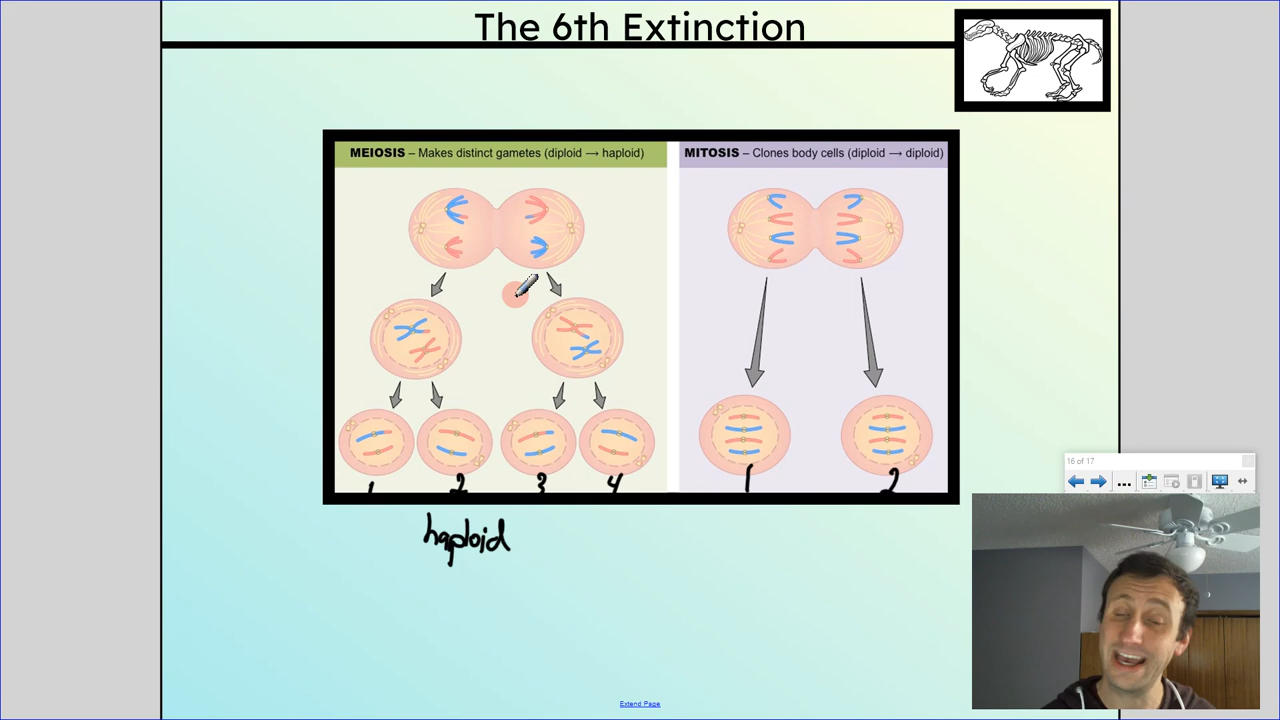 The 6th Extinction
MEIOSIS – Makes distinct gametes (diploid → haploid)
MITOSIS – Clones body cells (diploid → diploid)
1 2 3 4 1 2
haploid
16 of 17
...
Extend Page